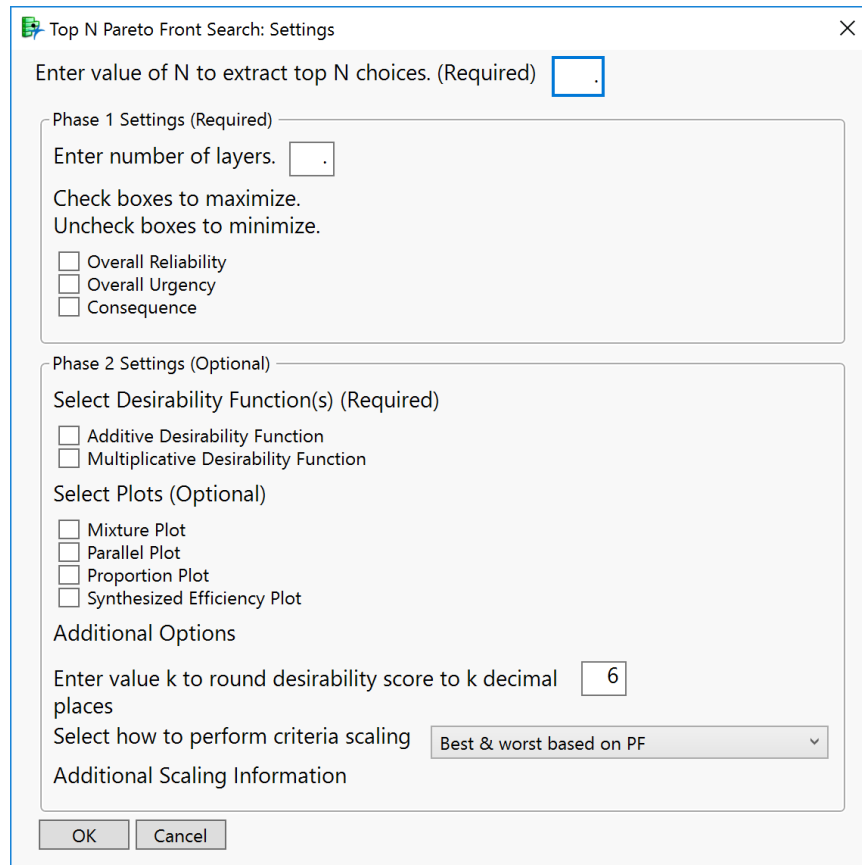 Top N Pareto Front Search: Settings
Enter value of N to extract top N choices. (Required) .
Phase 1 Settings (Required)
Enter number of layers. .
Check boxes to maximize.
Uncheck boxes to minimize.
Overall Reliability
Overall Urgency
Consequence
Phase 2 Settings (Optional)
Select Desirability Function(s) (Required)
Additive Desirability Function
Multiplicative Desirability Function
Select Plots (Optional)
Mixture Plot
Parallel Plot
Proportion Plot
Synthesized Efficiency Plot
Additional Options
Enter value k to round desirability score to k decimal 6
places
Select how to perform criteria scaling Best & worst based on PF
Additional Scaling Information
OK Cancel